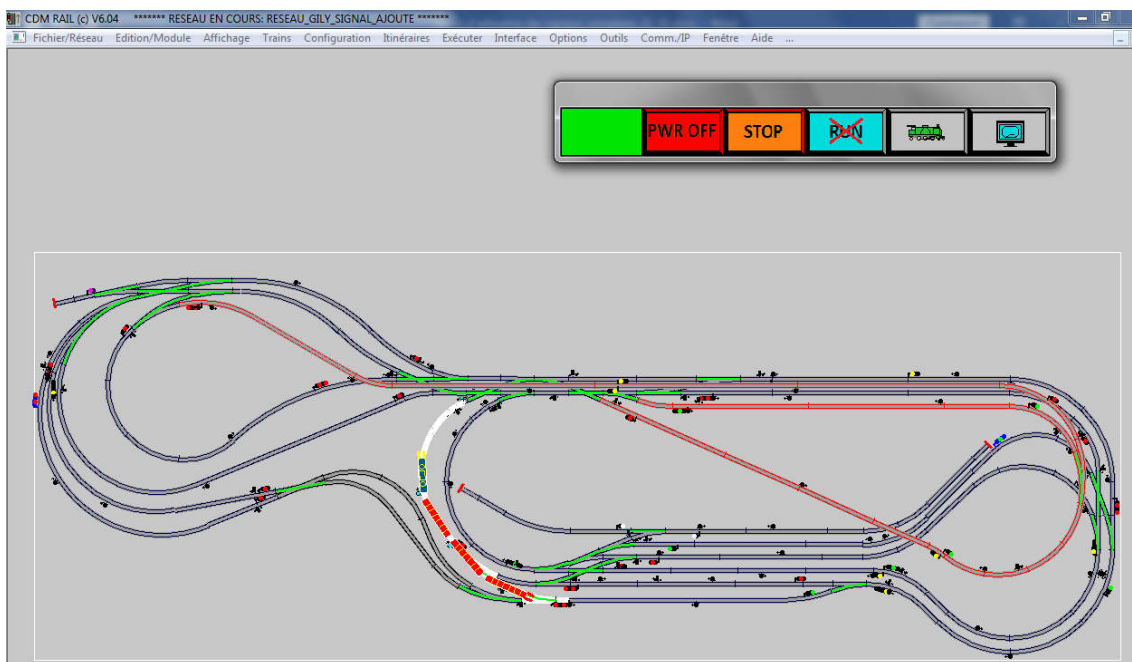 CDM RAIL (c) V6.04 ******* RESEAU EN COURS: RESEAU_GILY_SIGNAL_AJOUTE *******
Fichier/Réseau Edition/Module Affichage Trains Configuration Itinéraires Exécuter Interface Options Outils Comm./IP Fenêtre Aide ...
PWR OFF STOP RUN